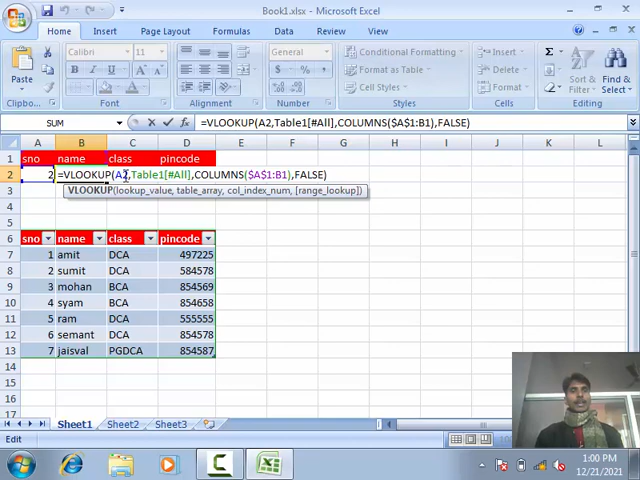 Book1.xlsx - Microsoft Excel
Home Insert Page Layout Formulas Data Review View
Paste
Calibri 11
Clipboard Font Alignment Number
Conditional Formatting
Format as Table
Cell Styles
Styles
Insert
Delete
Format
Cells
Sort & Filter Find & Select
Editing
SUM =VLOOKUP(A2,Table1[#All],COLUMNS($A$1:B1),FALSE)
A B C D E F G H I J K L
1 sno name class pincode
2 2 =VLOOKUP(A2,Table1[#All],COLUMNS($A$1:B1),FALSE)
3 VLOOKUP(lookup_value, table_array, col_index_num, [range_lookup])
4
5
6 sno name class pincode
7 1 amit DCA 497225
8 2 sumit DCA 584578
9 3 mohan BCA 854569
10 4 syam BCA 854658
11 5 ram DCA 555555
12 6 semant DCA 854578
13 7 jaisval PGDCA 854587
14
15
16
17
Sheet1 Sheet2 Sheet3
Edit
1:00 PM
12/21/2021